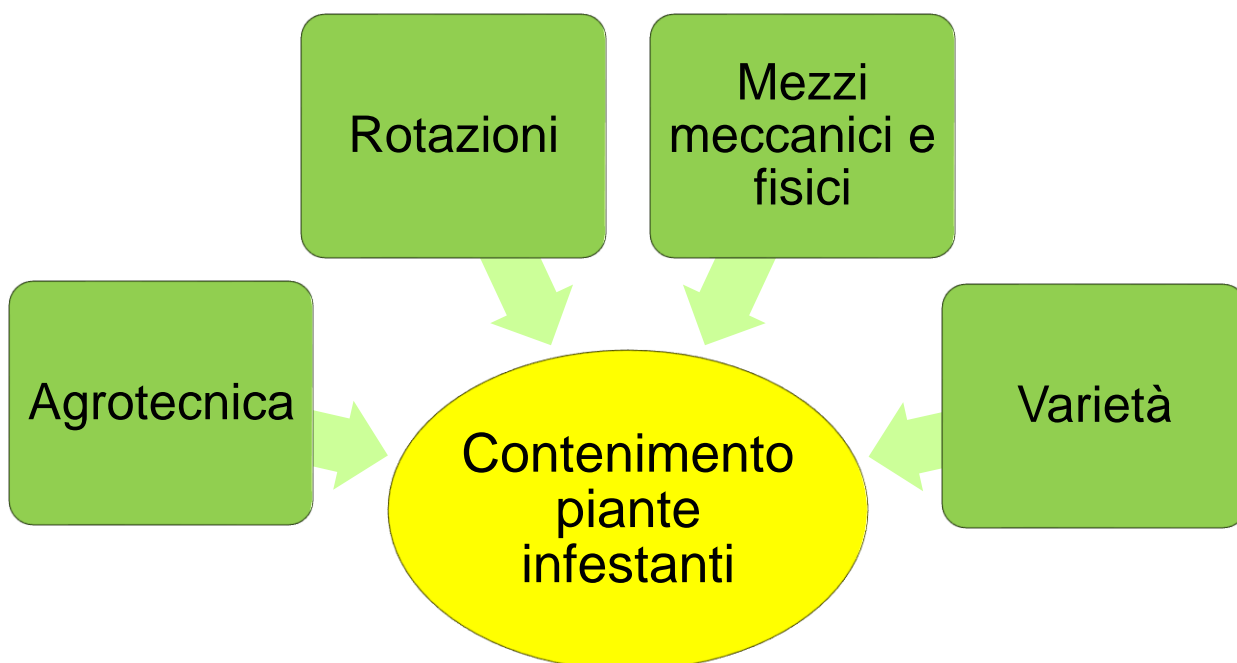 Rotazioni
Mezzi
meccanici e
fisici
Agrotecnica
Varietà
Contenimento
piante
infestanti